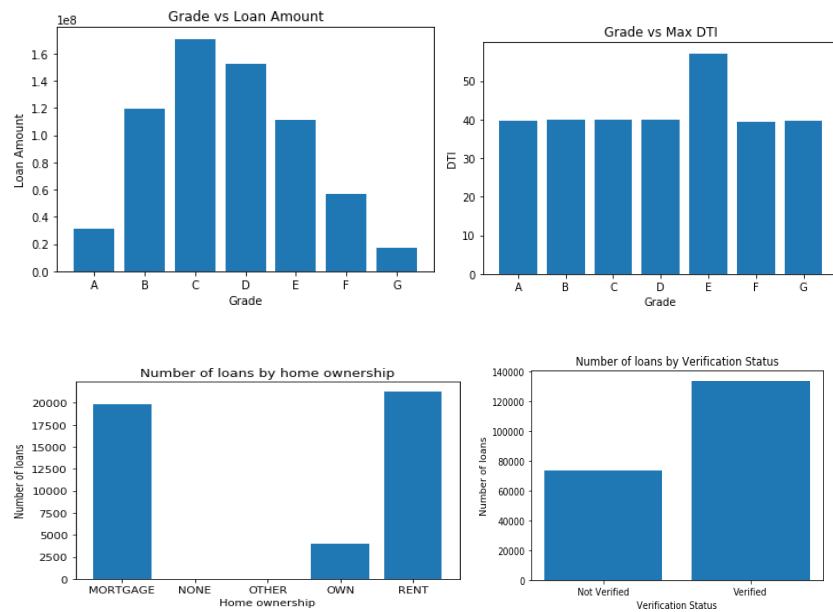 Grade vs Loan Amount
1e8
1.6
1.4
1.2
1.0
0.8
0.6
0.4
0.2
0.0
Loan Amount
A B C D E F G
Grade
Grade vs Max DTI
50
40
30
20
10
0
DTI
A B C D E F G
Grade
Number of loans by home ownership
20000
17500
15000
12500
10000
7500
5000
2500
0
Number of loans
MORTGAGE NONE OTHER OWN RENT
Home ownership
Number of loans by Verification Status
140000
120000
100000
80000
60000
40000
20000
0
Number of loans
Not Verified Verified
Verification Status